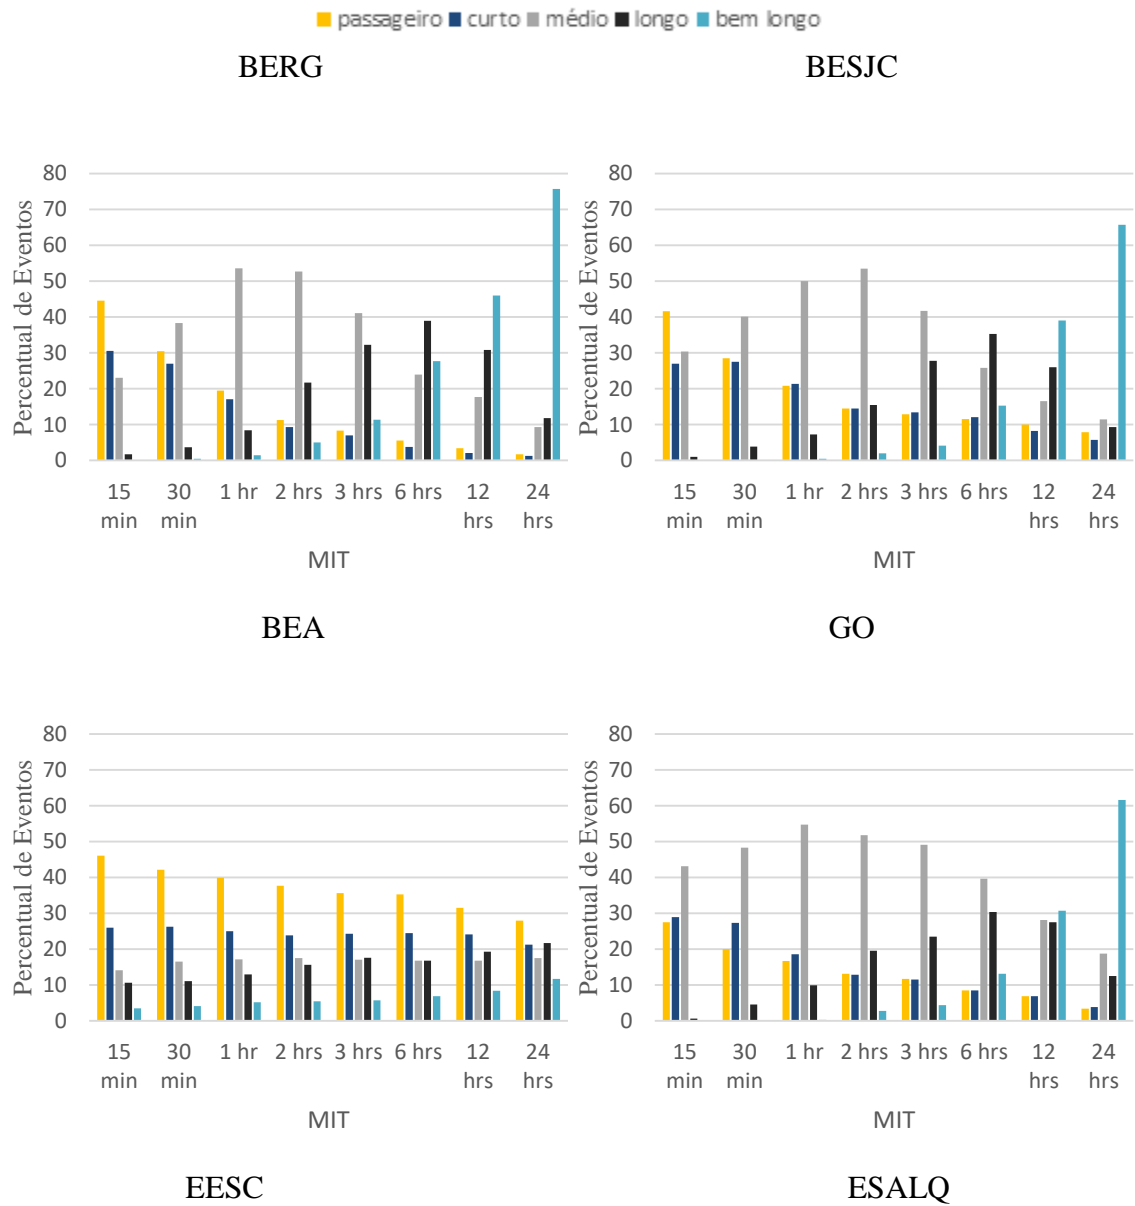 passageiro curto médio longo bem longo
BERG BESJC
Percentual de Eventos
80
70
60
50
40
30
20
10
0
15 min 30 min 1 hr 2 hrs 3 hrs 6 hrs 12 hrs 24 hrs
MIT
Percentual de Eventos
80
70
60
50
40
30
20
10
0
15 min 30 min 1 hr 2 hrs 3 hrs 6 hrs 12 hrs 24 hrs
MIT
BEA GO
Percentual de Eventos
80
70
60
50
40
30
20
10
0
15 min 30 min 1 hr 2 hrs 3 hrs 6 hrs 12 hrs 24 hrs
MIT
Percentual de Eventos
80
70
60
50
40
30
20
10
0
15 min 30 min 1 hr 2 hrs 3 hrs 6 hrs 12 hrs 24 hrs
MIT
EESC ESALQ